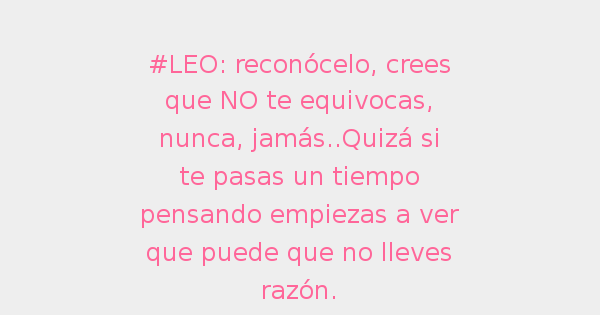 #LEO: reconócelo, crees
que NO te equivocas,
nunca, jamás..Quizá si
te pasas un tiempo
pensando empiezas a ver
que puede que no lleves
razón.